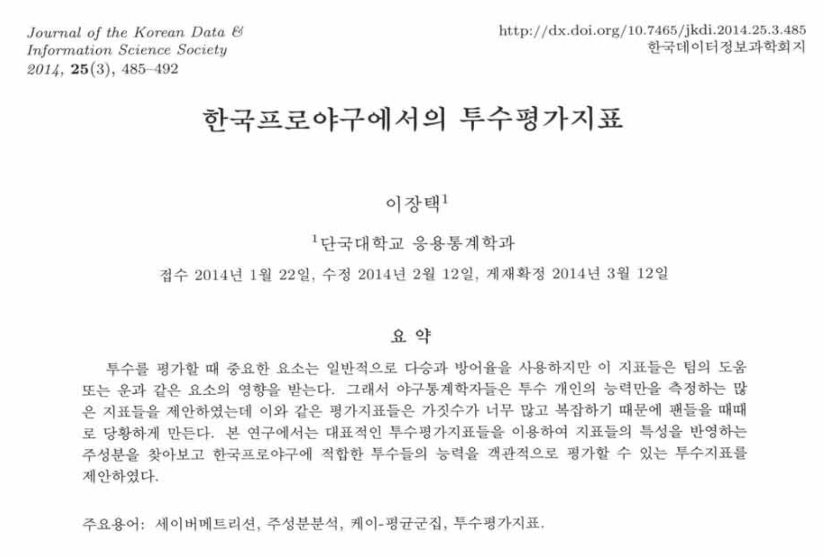 Journal of the Korean Data &
Information Science Society
2014, 25(3), 485–492
http://dx.doi.org/10.7465/jkdi.2014.25.3.485
한국데이터정보과학회지
한국프로야구에서의 투수평가지표
이장택1
1단국대학교 응용통계학과
접수 2014년 1월 22일, 수정 2014년 2월 12일, 게재확정 2014년 3월 12일
요 약
투수를 평가할 때 중요한 요소는 일반적으로 다승과 방어율을 사용하지만 이 지표들은 팀의 도움
또는 운과 같은 요소의 영향을 받는다. 그래서 야구통계학자들은 투수 개인의 능력만을 측정하는 많
은 지표들을 제안하였는데 이와 같은 평가지표들은 가짓수가 너무 많고 복잡하기 때문에 팬들을 때때
로 당황하게 만든다. 본 연구에서는 대표적인 투수평가지표들을 이용하여 지표들의 특성을 반영하는
주성분을 찾아보고 한국프로야구에 적합한 투수들의 능력을 객관적으로 평가할 수 있는 투수지표를
제안하였다.
주요용어: 세이버메트리션, 주성분분석, 케이-평균군집, 투수평가지표.